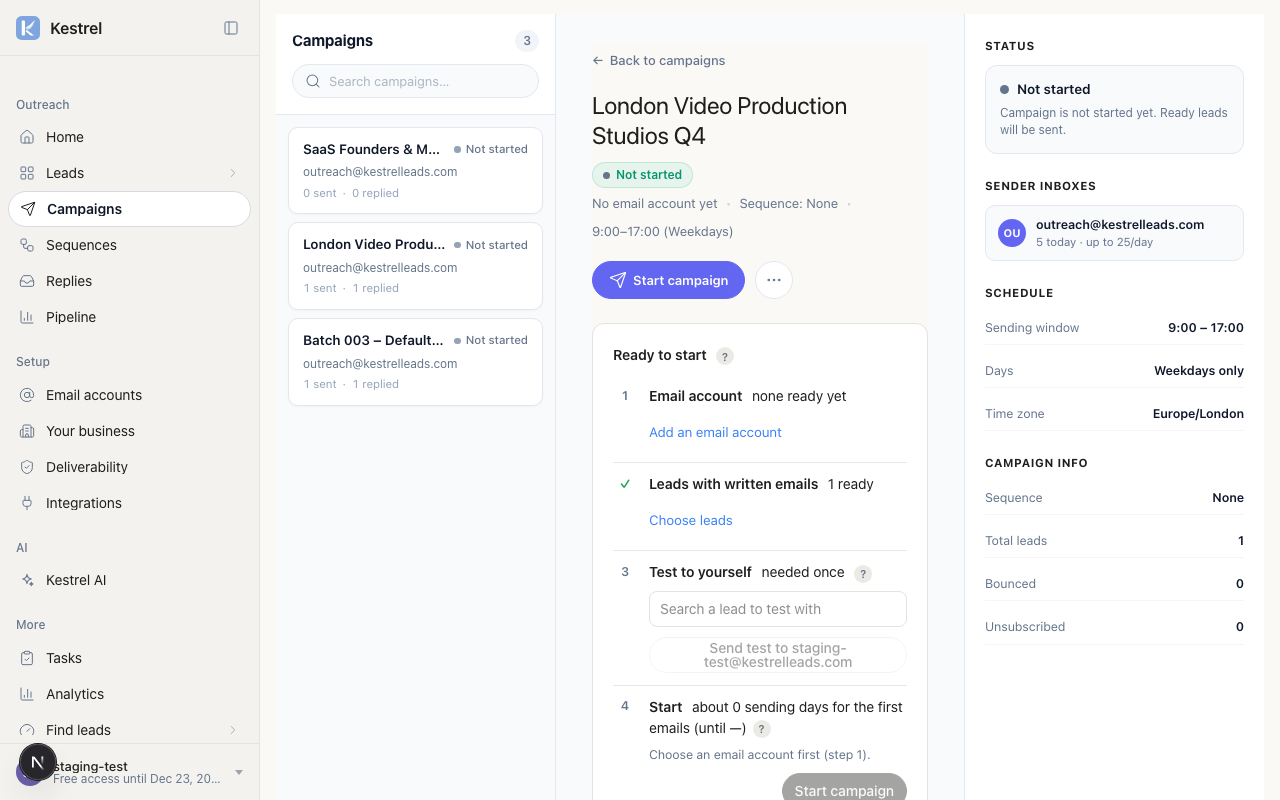 Kestrel
Outreach
Home
Leads
Campaigns
Sequences
Replies
Pipeline
Setup
Email accounts
Your business
Deliverability
Integrations
AI
Kestrel AI
More
Tasks
Analytics
Find leads
N
staging-test
Free access until Dec 23, 20...
Campaigns
3
Search campaigns...
SaaS Founders & M... Not started
outreach@kestrelleads.com
0 sent · 0 replied
London Video Produ... Not started
outreach@kestrelleads.com
1 sent · 1 replied
Batch 003 – Default... Not started
outreach@kestrelleads.com
1 sent · 1 replied
← Back to campaigns
London Video Production
Studios Q4
Not started
No email account yet · Sequence: None ·
9:00–17:00 (Weekdays)
Start campaign
Ready to start ?
1 Email account none ready yet
Add an email account
Leads with written emails 1 ready
Choose leads
3 Test to yourself needed once ?
Search a lead to test with
Send test to staging-
test@kestrelleads.com
4 Start about 0 sending days for the first
emails (until —) ?
Choose an email account first (step 1).
Start campaign
STATUS
Not started
Campaign is not started yet. Ready leads
will be sent.
SENDER INBOXES
OU
outreach@kestrelleads.com
5 today · up to 25/day
SCHEDULE
Sending window 9:00 – 17:00
Days Weekdays only
Time zone Europe/London
CAMPAIGN INFO
Sequence None
Total leads 1
Bounced 0
Unsubscribed 0